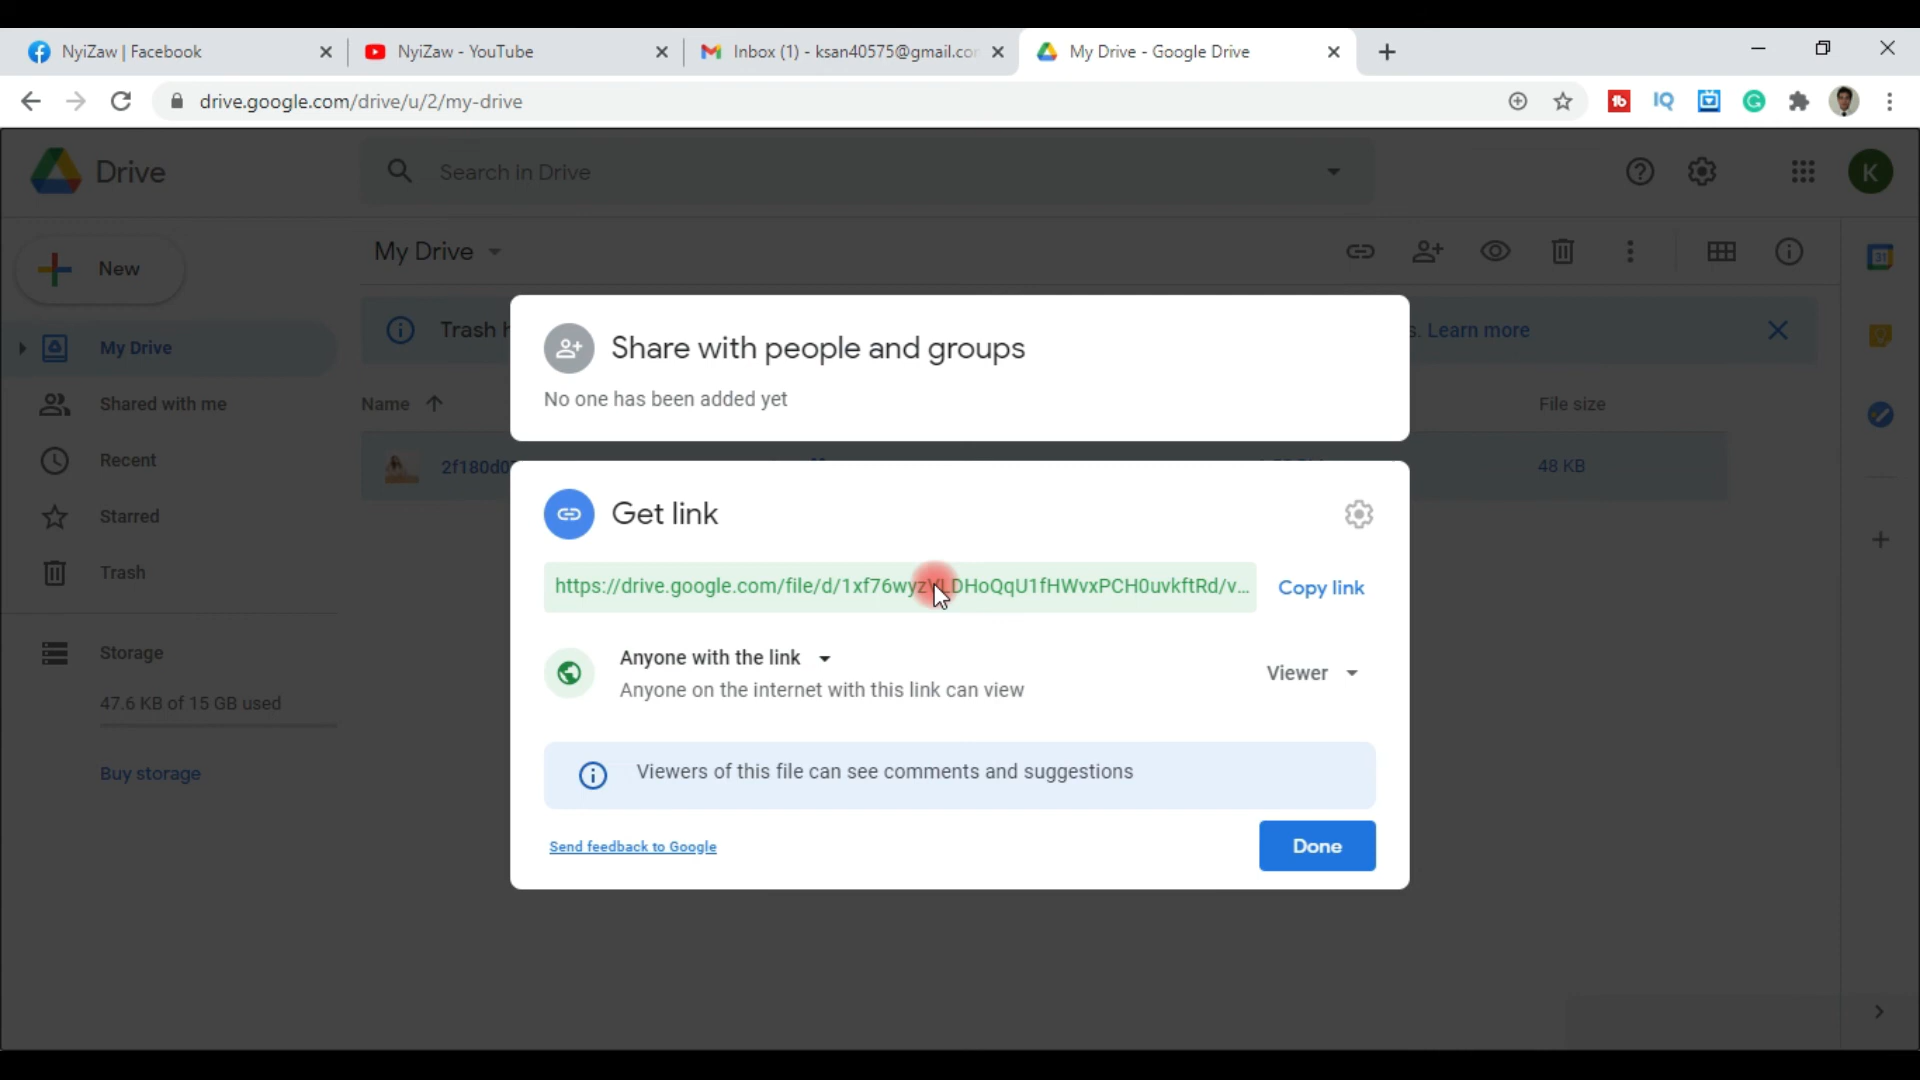 NyiZaw | Facebook
NyiZaw - YouTube
Inbox (1) - ksan40575@gmail.co
My Drive - Google Drive
drive.google.com/drive/u/2/my-drive
tb
IQ
Drive
Search in Drive
K
New
My Drive
31
Trash
s. Learn more
My Drive
Shared with me
Name
File size
Recent
2f180d0
48 KB
Starred
Trash
Storage
47.6 KB of 15 GB used
Buy storage
Share with people and groups
No one has been added yet
Get link
https://drive.google.com/file/d/1xf76wyzVLDHoQqU1fHWvxPCH0uvkftRd/v...
Copy link
Anyone with the link
Anyone on the internet with this link can view
Viewer
Viewers of this file can see comments and suggestions
Send feedback to Google
Done